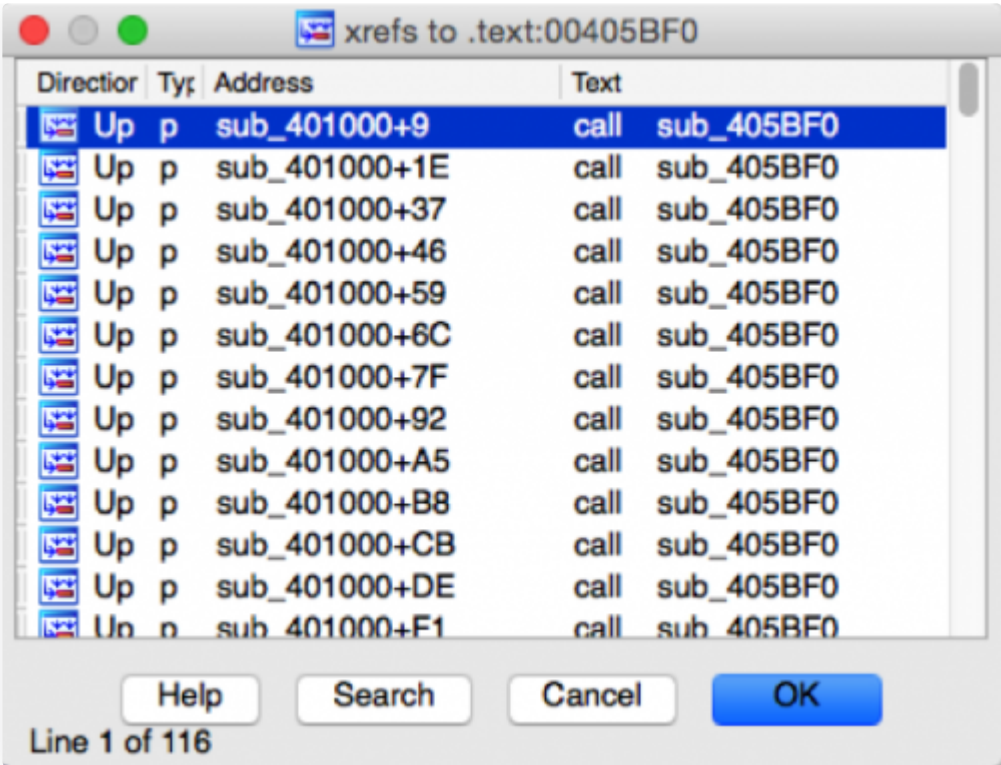 xrefs to .text:00405BF0
Direction Typ Address Text
Up p sub_401000+9 call sub_405BF0
Up p sub_401000+1E call sub_405BF0
Up p sub_401000+37 call sub_405BF0
Up p sub_401000+46 call sub_405BF0
Up p sub_401000+59 call sub_405BF0
Up p sub_401000+6C call sub_405BF0
Up p sub_401000+7F call sub_405BF0
Up p sub_401000+92 call sub_405BF0
Up p sub_401000+A5 call sub_405BF0
Up p sub_401000+B8 call sub_405BF0
Up p sub_401000+CB call sub_405BF0
Up p sub_401000+DE call sub_405BF0
Up p sub_401000+F1 call sub_405BF0
Help Search Cancel OK
Line 1 of 116